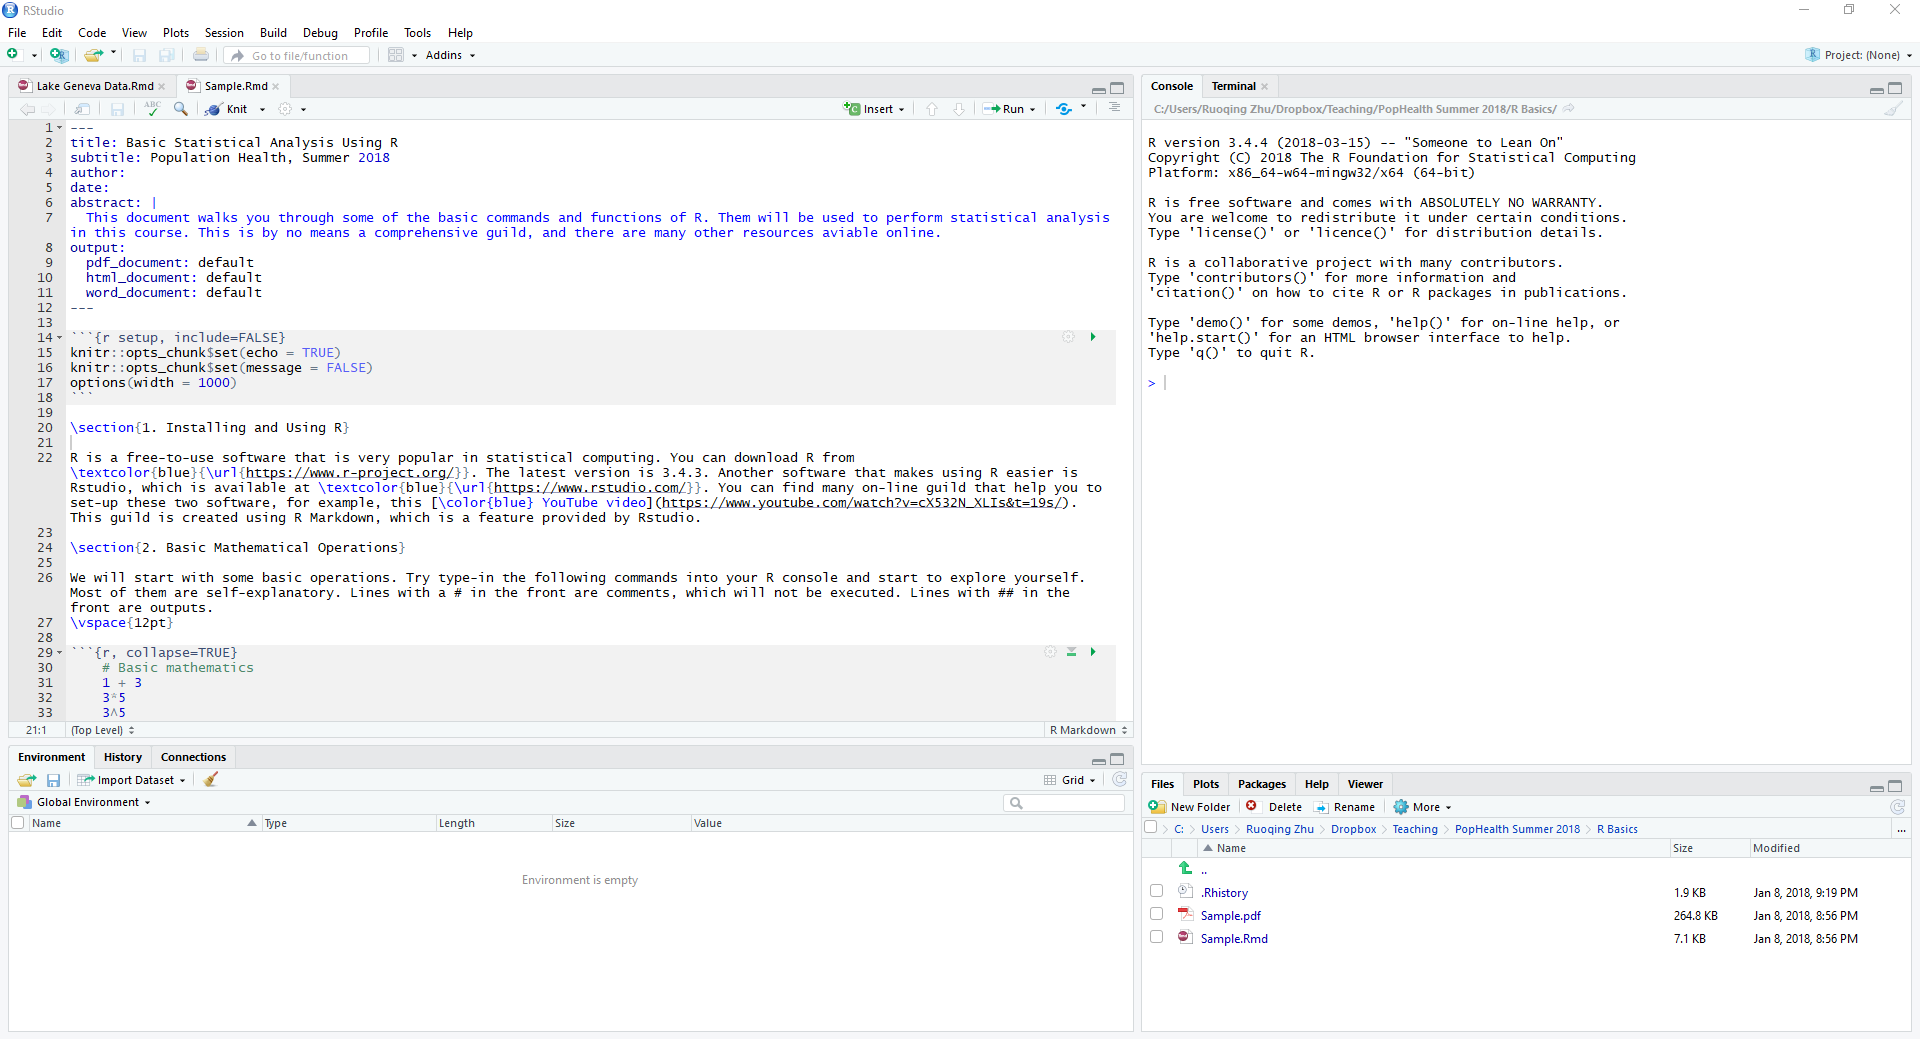 RStudio
File Edit Code View Plots Session Build Debug Profile Tools Help
Go to file/function Addins Project: (None)
Lake Geneva Data.Rmd Sample.Rmd
ABC Knit Insert Run
1 ---
2 title: Basic Statistical Analysis Using R
3 subtitle: Population Health, Summer 2018
4 author:
5 date:
6 abstract: |
7 This document walks you through some of the basic commands and functions of R. Them will be used to perform statistical analysis
in this course. This is by no means a comprehensive guild, and there are many other resources aviable online.
8 output:
9 pdf_document: default
10 html_document: default
11 word_document: default
12 ---
13
14 ```{r setup, include=FALSE}
15 knitr::opts_chunk$set(echo = TRUE)
16 knitr::opts_chunk$set(message = FALSE)
17 options(width = 1000)
18 ```
19
20 \section{1. Installing and Using R}
21
22 R is a free-to-use software that is very popular in statistical computing. You can download R from
\textcolor{blue}{\url{https://www.r-project.org/}}. The latest version is 3.4.3. Another software that makes using R easier is
Rstudio, which is available at \textcolor{blue}{\url{https://www.rstudio.com/}}. You can find many on-line guild that help you to
set-up these two software, for example, this [\color{blue} YouTube video](https://www.youtube.com/watch?v=cX532N_XLIs&t=19s/).
This guild is created using R Markdown, which is a feature provided by Rstudio.
23
24 \section{2. Basic Mathematical Operations}
25
26 We will start with some basic operations. Try type-in the following commands into your R console and start to explore yourself.
Most of them are self-explanatory. Lines with a # in the front are comments, which will not be executed. Lines with ## in the
front are outputs.
27 \vspace{12pt}
28
29 ```{r, collapse=TRUE}
30 # Basic mathematics
31 1 + 3
32 3*5
33 3^5
21:1 (Top Level) R Markdown
Environment History Connections
Import Dataset Grid
Global Environment
Name Type Length Size Value
Environment is empty
Console Terminal
C:/Users/Ruoqing Zhu/Dropbox/Teaching/PopHealth Summer 2018/R Basics/
R version 3.4.4 (2018-03-15) -- "Someone to Lean On"
Copyright (C) 2018 The R Foundation for Statistical Computing
Platform: x86_64-w64-mingw32/x64 (64-bit)
R is free software and comes with ABSOLUTELY NO WARRANTY.
You are welcome to redistribute it under certain conditions.
Type 'license()' or 'licence()' for distribution details.
R is a collaborative project with many contributors.
Type 'contributors()' for more information and
'citation()' on how to cite R or R packages in publications.
Type 'demo()' for some demos, 'help()' for on-line help, or
'help.start()' for an HTML browser interface to help.
Type 'q()' to quit R.
>
Files Plots Packages Help Viewer
New Folder Delete Rename More
C: Users Ruoqing Zhu Dropbox Teaching PopHealth Summer 2018 R Basics ...
Name Size Modified
..
.Rhistory 1.9 KB Jan 8, 2018, 9:19 PM
Sample.pdf 264.8 KB Jan 8, 2018, 8:56 PM
Sample.Rmd 7.1 KB Jan 8, 2018, 8:56 PM